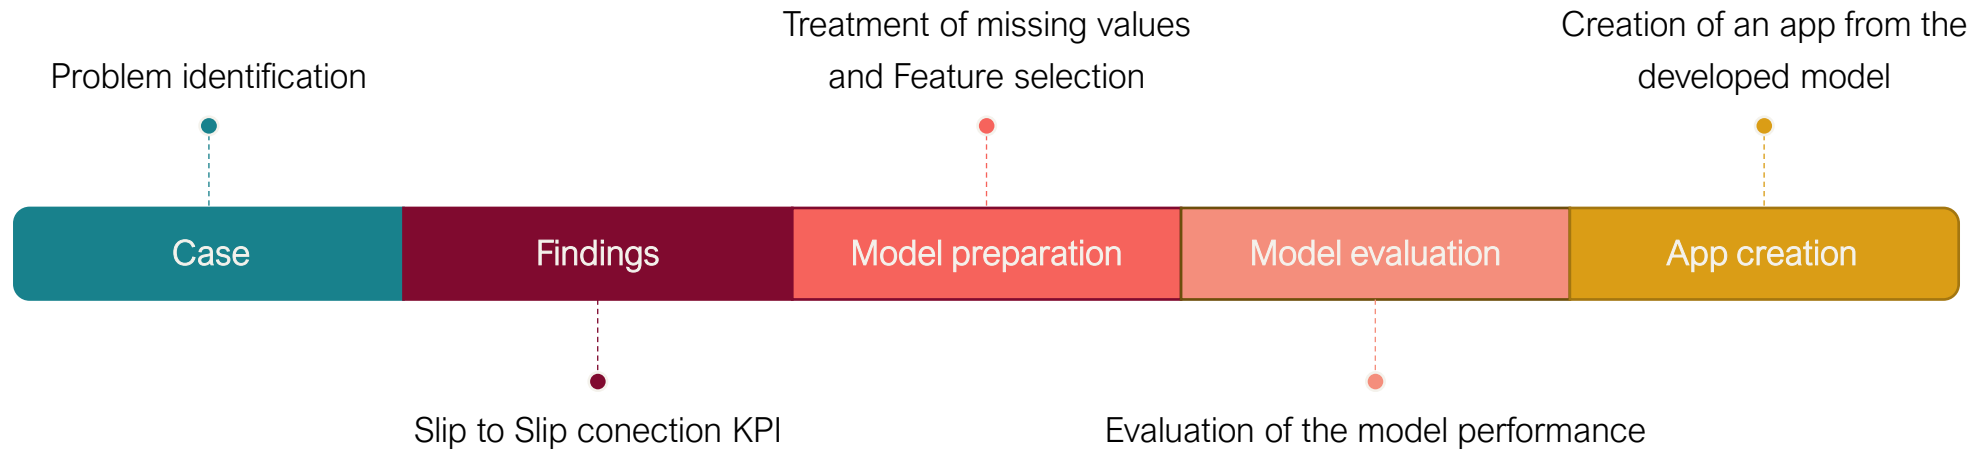 Treatment of missing values
and Feature selection
Creation of an app from the
developed model
Problem identification
Case
Findings
Model preparation
Model evaluation
App creation
Slip to Slip conection KPI
Evaluation of the model performance